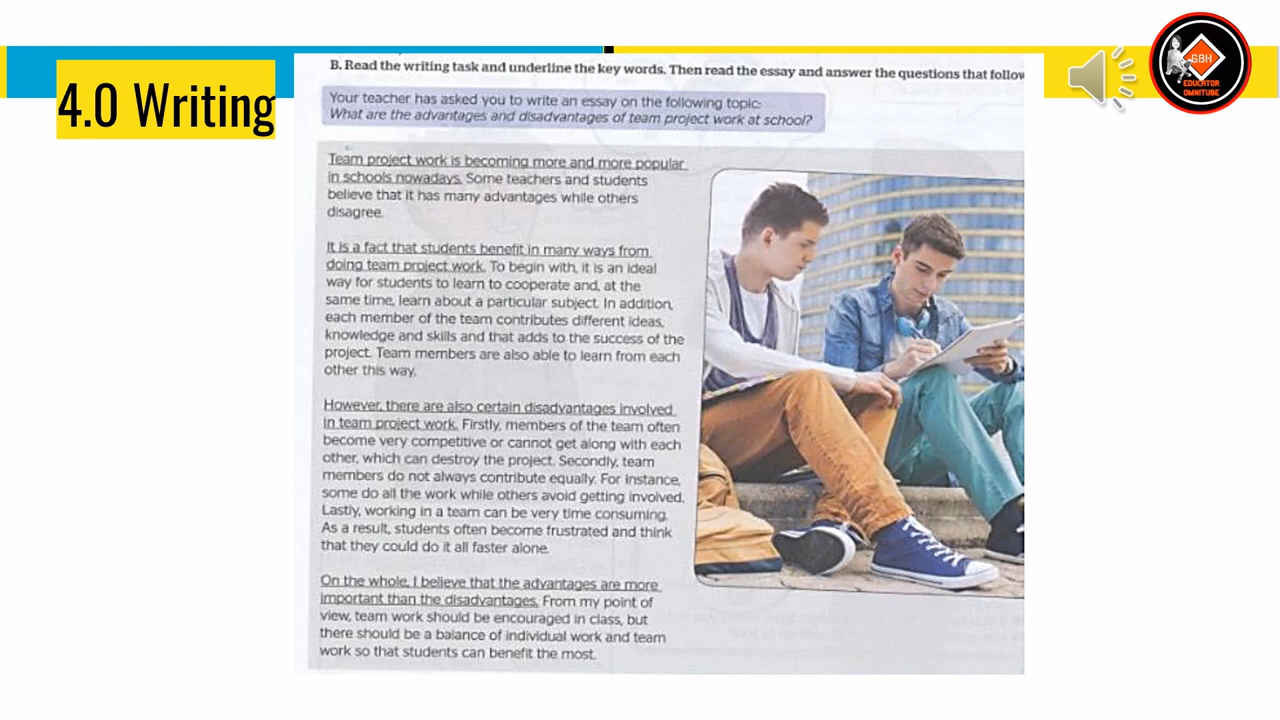 4.0 Writing
GBH
EDUCATOR
OMNITUBE
B. Read the writing task and underline the key words. Then read the essay and answer the questions that follow
Your teacher has asked you to write an essay on the following topic:
What are the advantages and disadvantages of team project work at school?
Team project work is becoming more and more popular
in schools nowadays. Some teachers and students
believe that it has many advantages while others
disagree.
It is a fact that students benefit in many ways from
doing team project work. To begin with, it is an ideal
way for students to learn to cooperate and, at the
same time, learn about a particular subject. In addition,
each member of the team contributes different ideas,
knowledge and skills and that adds to the success of the
project. Team members are also able to learn from each
other this way.
However, there are also certain disadvantages involved
in team project work. Firstly, members of the team often
become very competitive or cannot get along with each
other, which can destroy the project. Secondly, team
members do not always contribute equally. For instance,
some do all the work while others avoid getting involved.
Lastly, working in a team can be very time consuming.
As a result, students often become frustrated and think
that they could do it all faster alone.
On the whole, I believe that the advantages are more
important than the disadvantages. From my point of
view, team work should be encouraged in class, but
there should be a balance of individual work and team
work so that students can benefit the most.